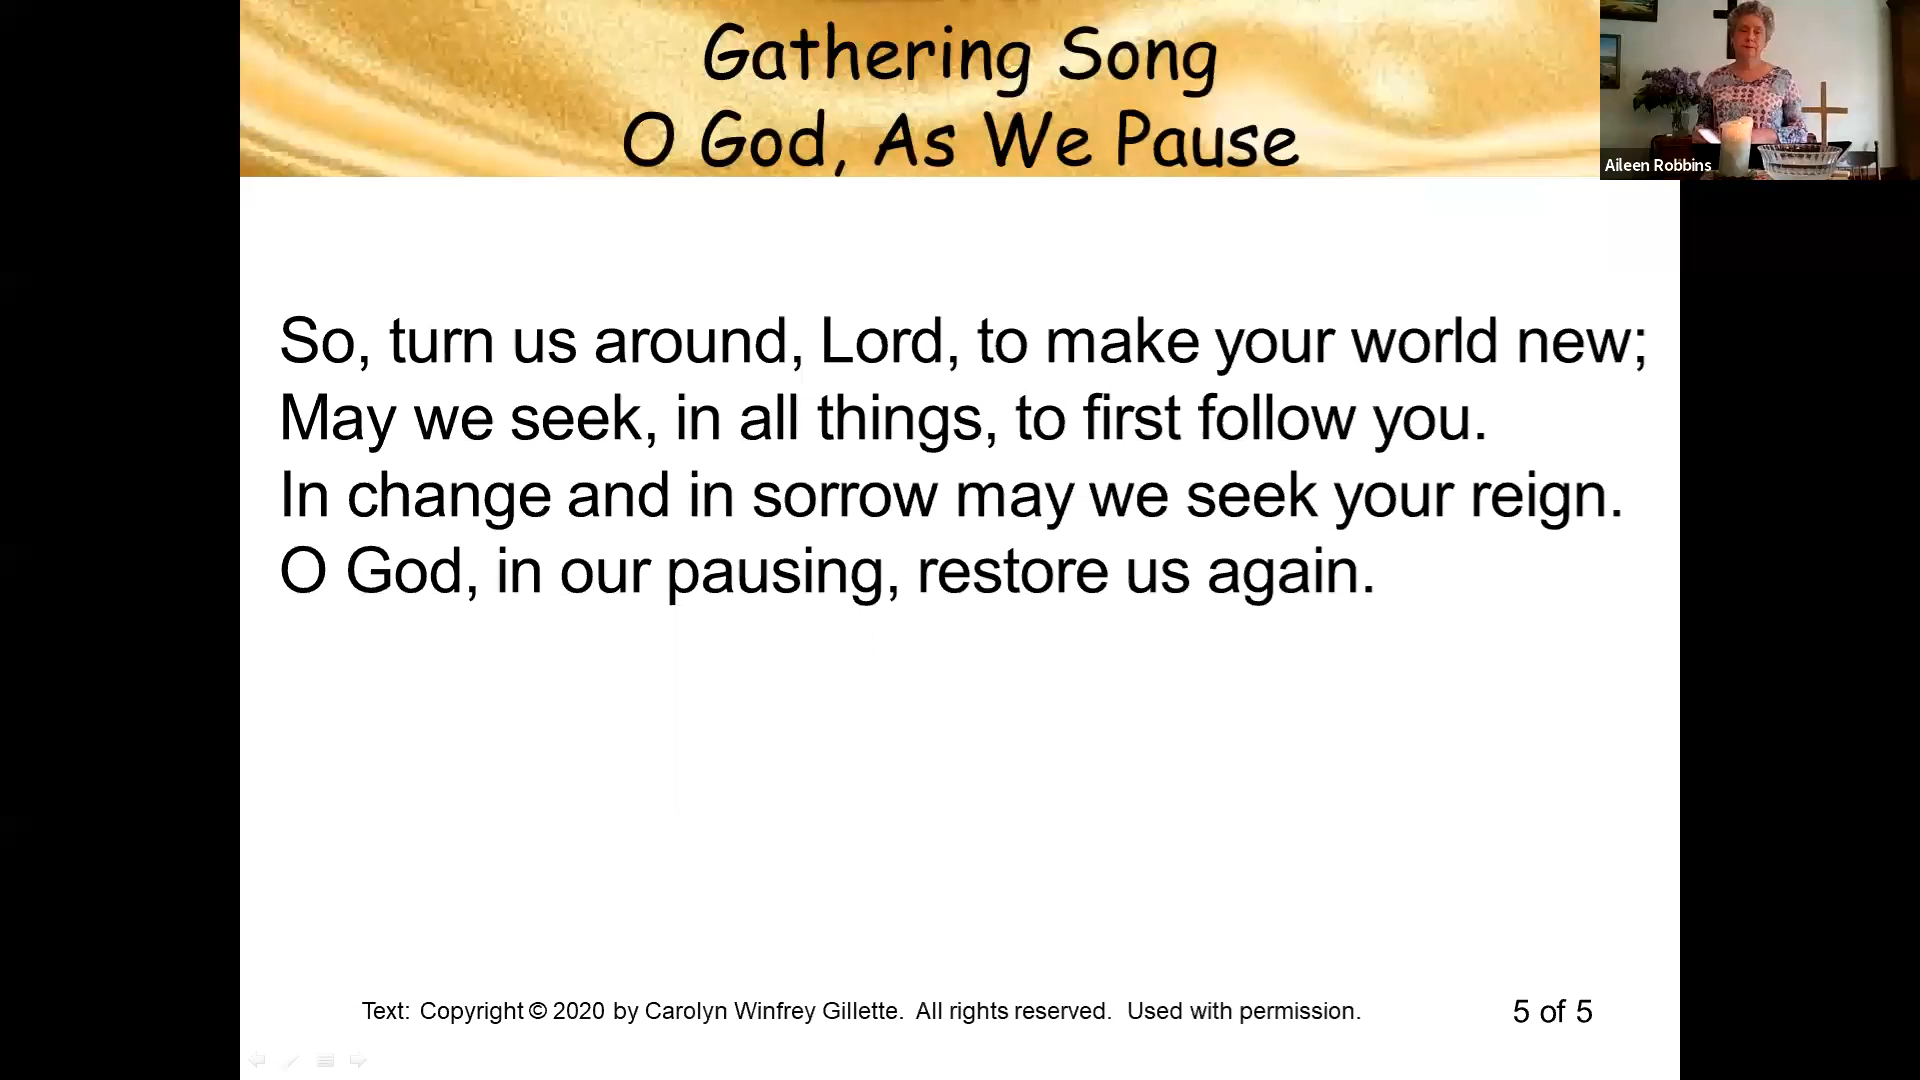 Gathering Song
O God, As We Pause
Aileen Robbins
So, turn us around, Lord, to make your world new;
May we seek, in all things, to first follow you.
In change and in sorrow may we seek your reign.
O God, in our pausing, restore us again.
Text: Copyright © 2020 by Carolyn Winfrey Gillette. All rights reserved. Used with permission.
5 of 5